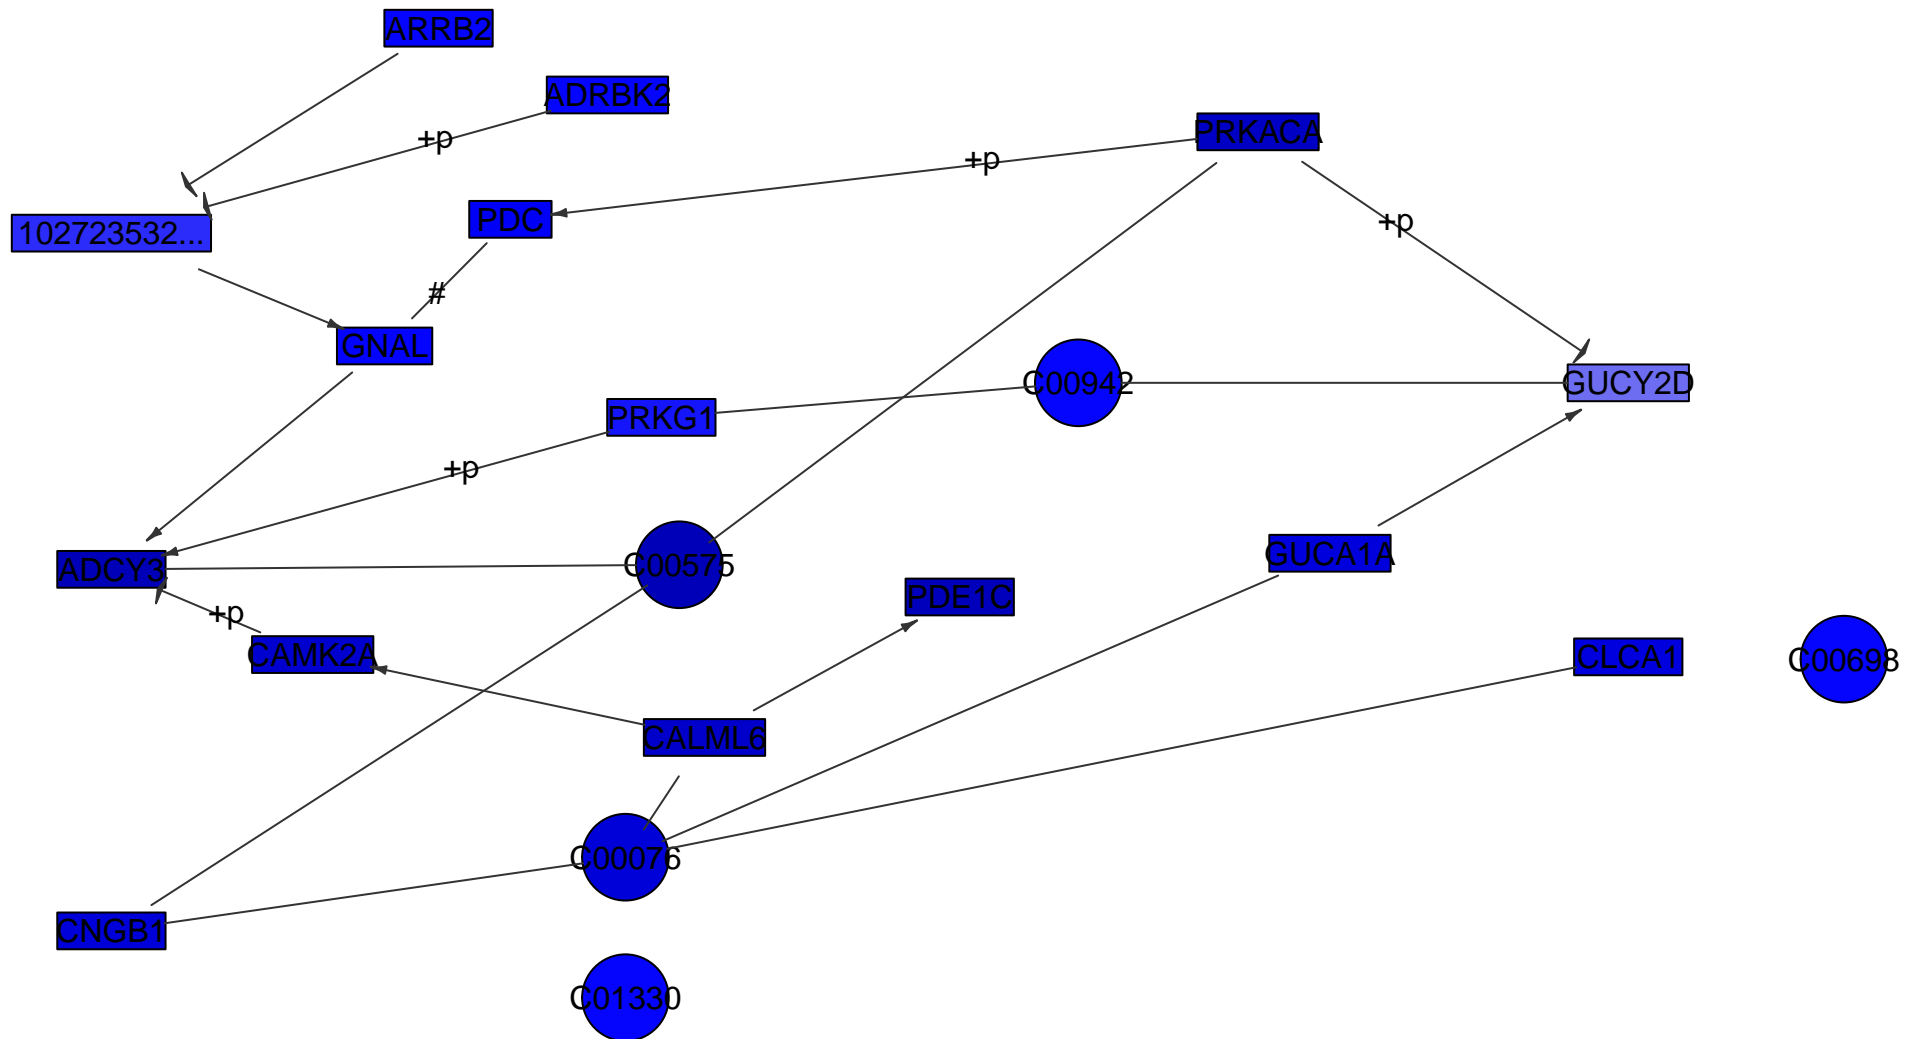 ARRB2
ADRBK2
+p
PRKACA
+p
102723532...
PDC
+p
#
GNAL
C00942
GUCY2D
PRKG1
+p
ADCY3
C00575
GUCA1A
PDE1C
+p
CAMK2A
CLCA1
C00698
CALML6
C00076
CNGB1
C01330